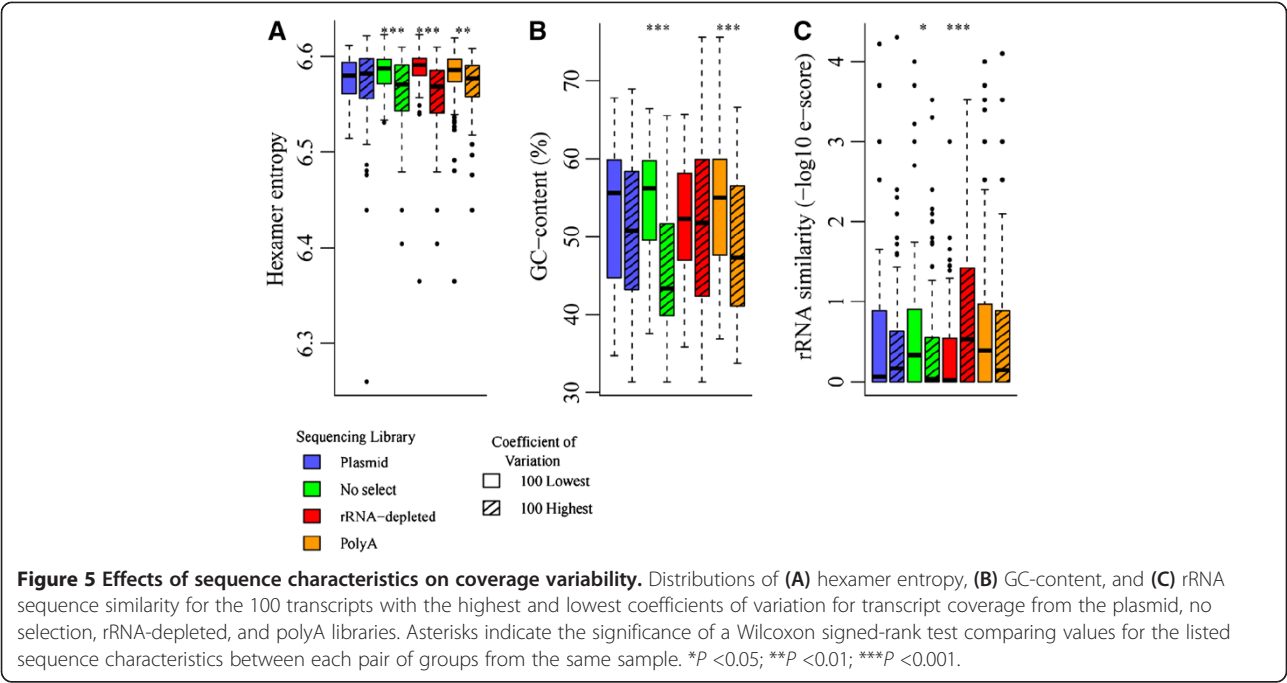 A
B
C
*** *** **
*** ***
* ***
Hexamer entropy
6.6
6.5
6.4
6.3
GC−content (%)
70
60
50
40
30
rRNA similarity (−log10 e−score)
4
3
2
1
0
Sequencing Library
Plasmid
No select
rRNA−depleted
PolyA
Coefficient of
Variation
100 Lowest
100 Highest
Figure 5 Effects of sequence characteristics on coverage variability. Distributions of (A) hexamer entropy, (B) GC-content, and (C) rRNA
sequence similarity for the 100 transcripts with the highest and lowest coefficients of variation for transcript coverage from the plasmid, no
selection, rRNA-depleted, and polyA libraries. Asterisks indicate the significance of a Wilcoxon signed-rank test comparing values for the listed
sequence characteristics between each pair of groups from the same sample. *P <0.05; **P <0.01; ***P <0.001.